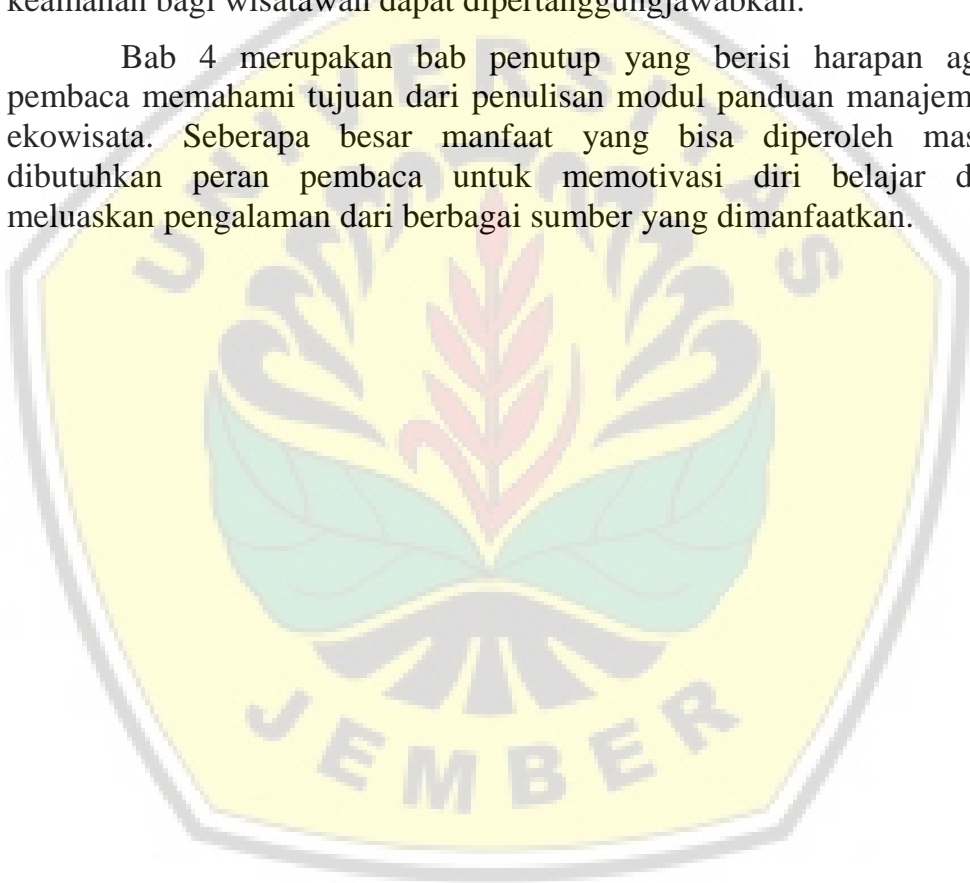 keamanan bagi wisatawan dapat dipertanggungjawabkan.
Bab 4 merupakan bab penutup yang berisi harapan ag
pembaca memahami tujuan dari penulisan modul panduan manajem
ekowisata. Seberapa besar manfaat yang bisa diperoleh mas
dibutuhkan peran pembaca untuk memotivasi diri belajar d
meluaskan pengalaman dari berbagai sumber yang dimanfaatkan.
UNIVERSITAS
JEMBER